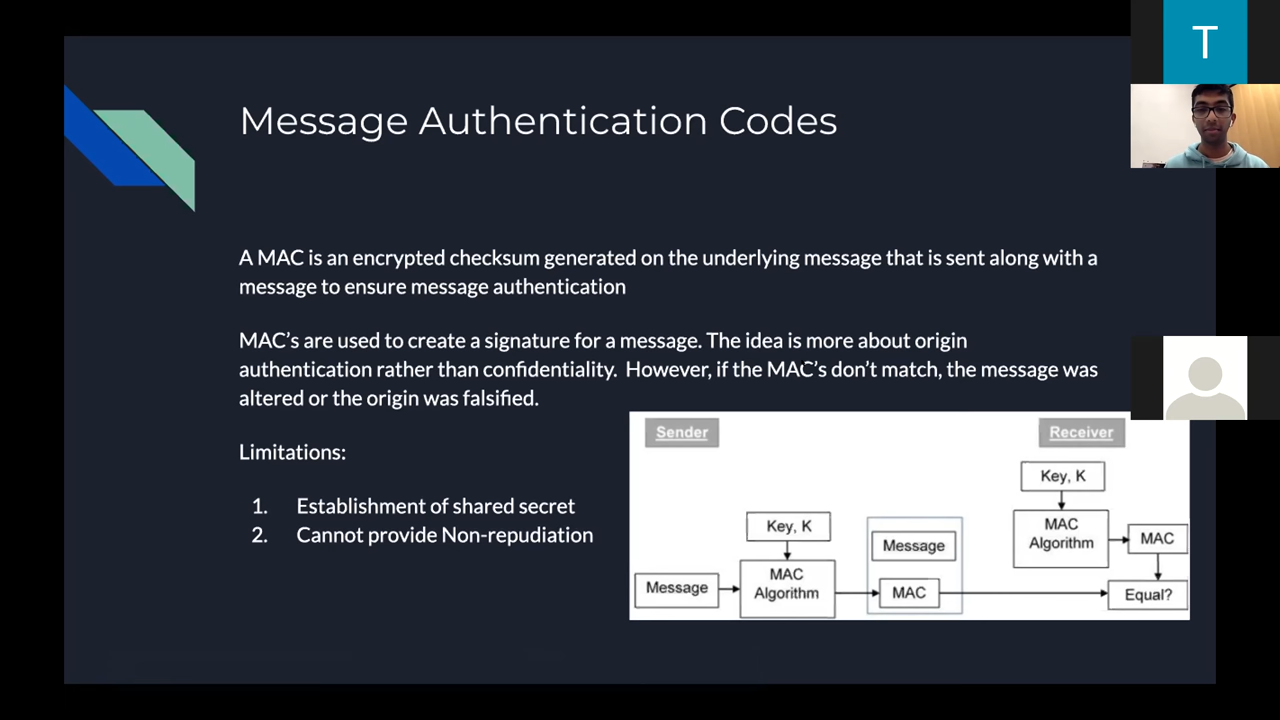 T
Message Authentication Codes
A MAC is an encrypted checksum generated on the underlying message that is sent along with a
message to ensure message authentication
MAC's are used to create a signature for a message. The idea is more about origin
authentication rather than confidentiality. However, if the MAC's don't match, the message was
altered or the origin was falsified.
Limitations:
1. Establishment of shared secret
2. Cannot provide Non-repudiation
Sender
Receiver
Key, K
MAC
Algorithm
MAC
Equal?
Key, K
Message
MAC
Algorithm
Message
MAC